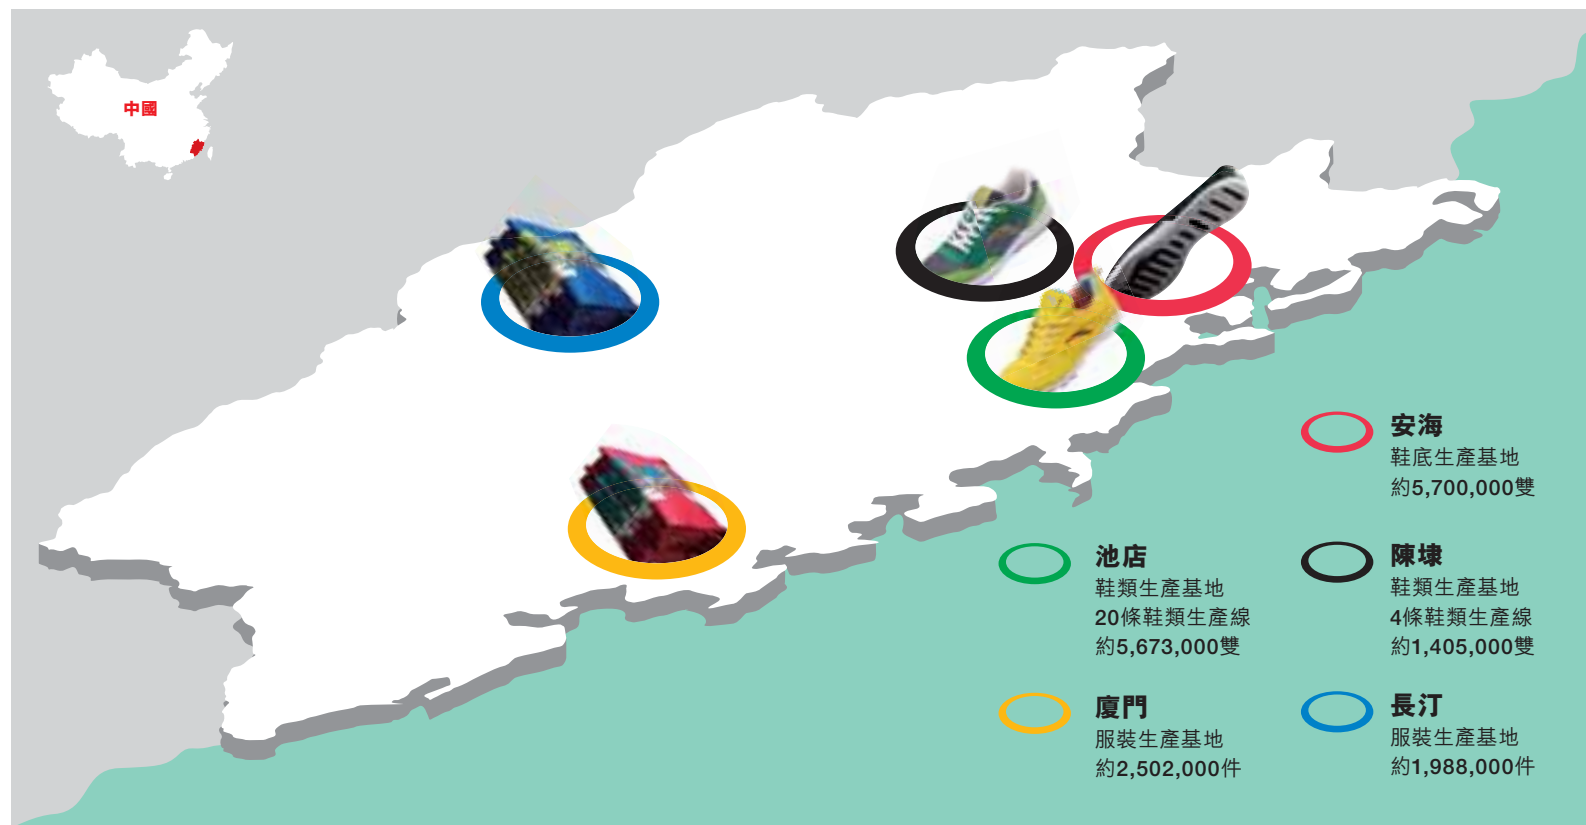 中國
安海
鞋底生產基地
約5,700,000雙
池店
鞋類生產基地
20條鞋類生產線
約5,673,000雙
陳埭
鞋類生產基地
4條鞋類生產線
約1,405,000雙
廈門
服裝生產基地
約2,502,000件
長汀
服裝生產基地
約1,988,000件